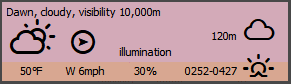 Dawn, cloudy, visibility 10,000m
120m
illumination
50°F W 6mph 30% 0252-0427